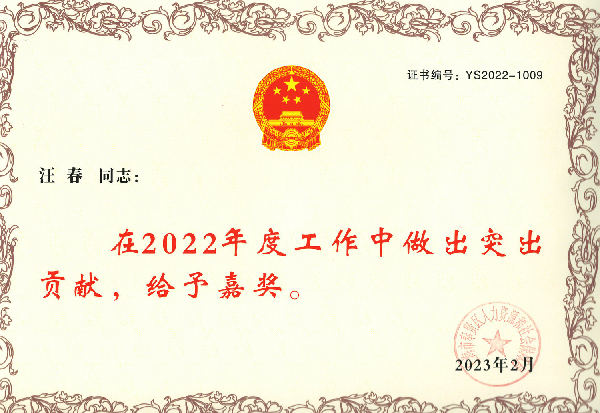 证书编号：YS2022-1009
汪 春 同志：
在2022年度工作中做出突出
贡献，给予嘉奖。
2023年2月